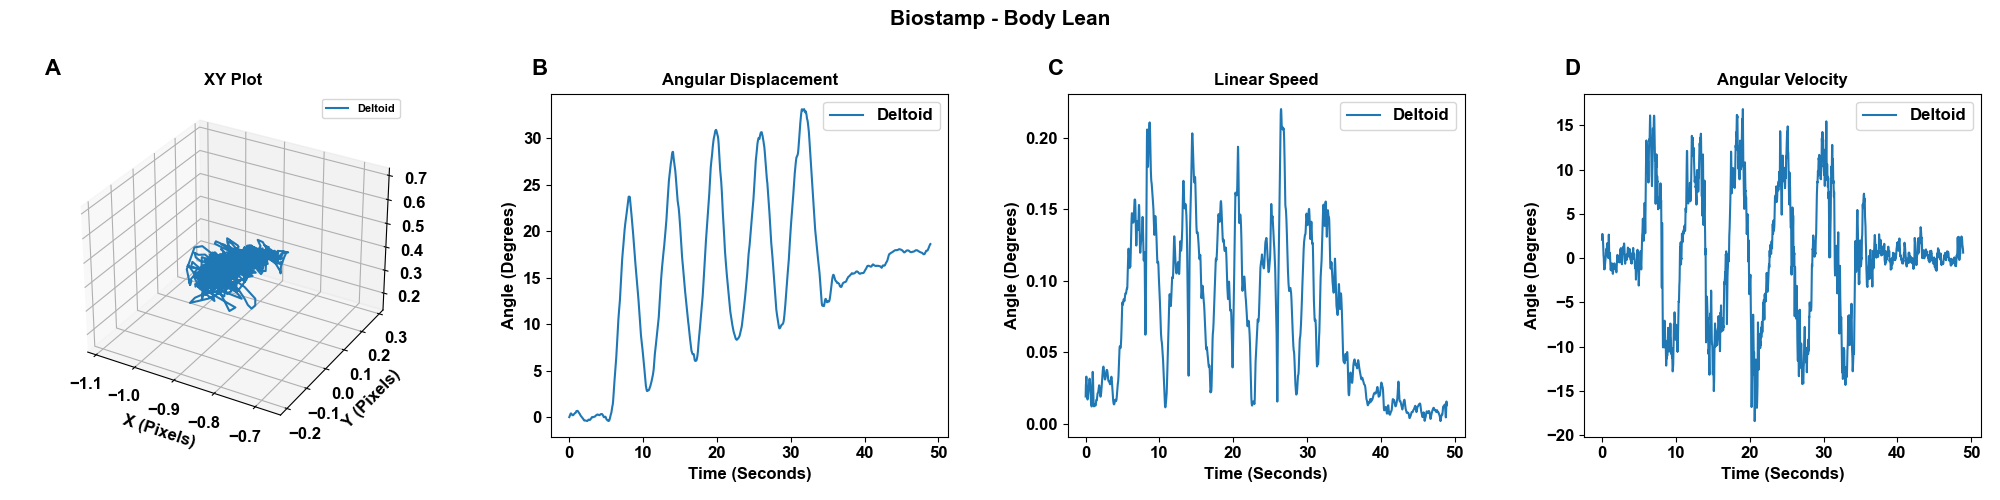 Biostamp - Body Lean
A
XY Plot
Deltoid
0.7
0.6
0.5
0.4
0.3
0.2
0.3
0.2
0.1
0.0
−0.1
−0.2
Y (Pixels)
−1.1
−1.0
−0.9
−0.8
−0.7
X (Pixels)
B
Angular Displacement
Deltoid
Angle (Degrees)
30
25
20
15
10
5
0
0 10 20 30 40 50
Time (Seconds)
C
Linear Speed
Deltoid
Angle (Degrees)
0.20
0.15
0.10
0.05
0.00
0 10 20 30 40 50
Time (Seconds)
D
Angular Velocity
Deltoid
Angle (Degrees)
15
10
5
0
−5
−10
−15
−20
0 10 20 30 40 50
Time (Seconds)